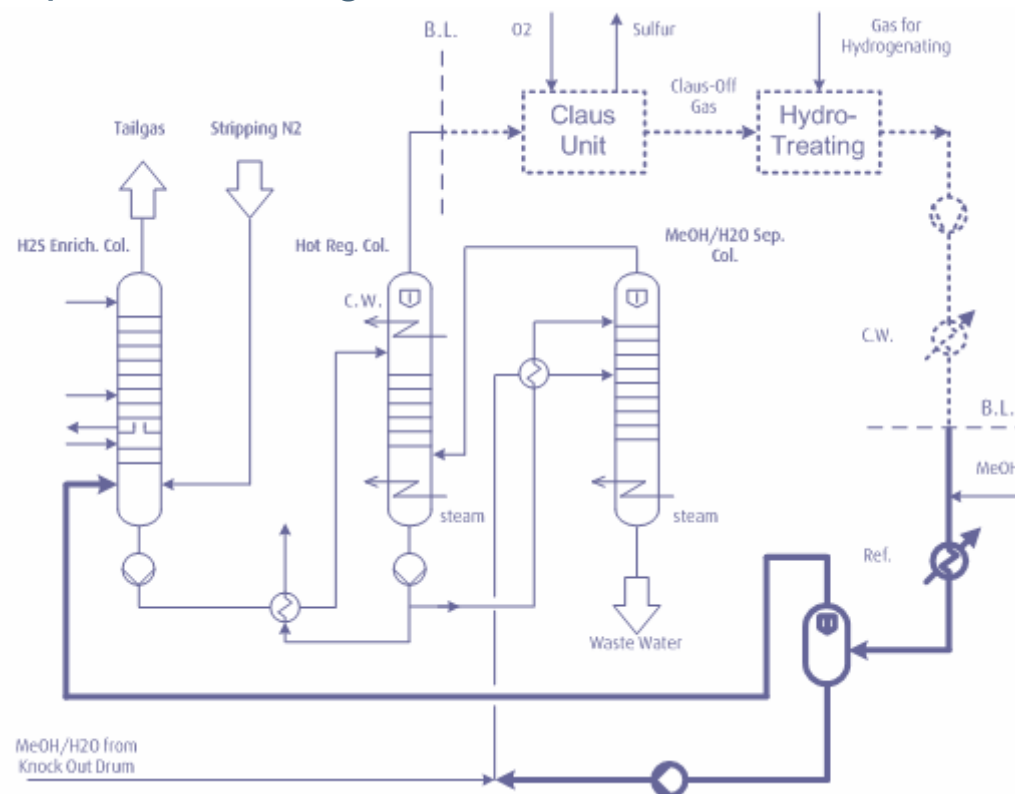 B.L.
O2
Sulfur
Gas for
Hydrogenating
Claus-Off
Gas
Claus
Unit
Hydro-
Treating
Tailgas
Stripping N2
H2S Enrich. Col.
Hot Reg. Col.
MeOH/H2O Sep.
Col.
C.W.
C.W.
B.L.
steam
steam
Ref.
Waste Water
MeOH/H2O from
Knock Out Drum